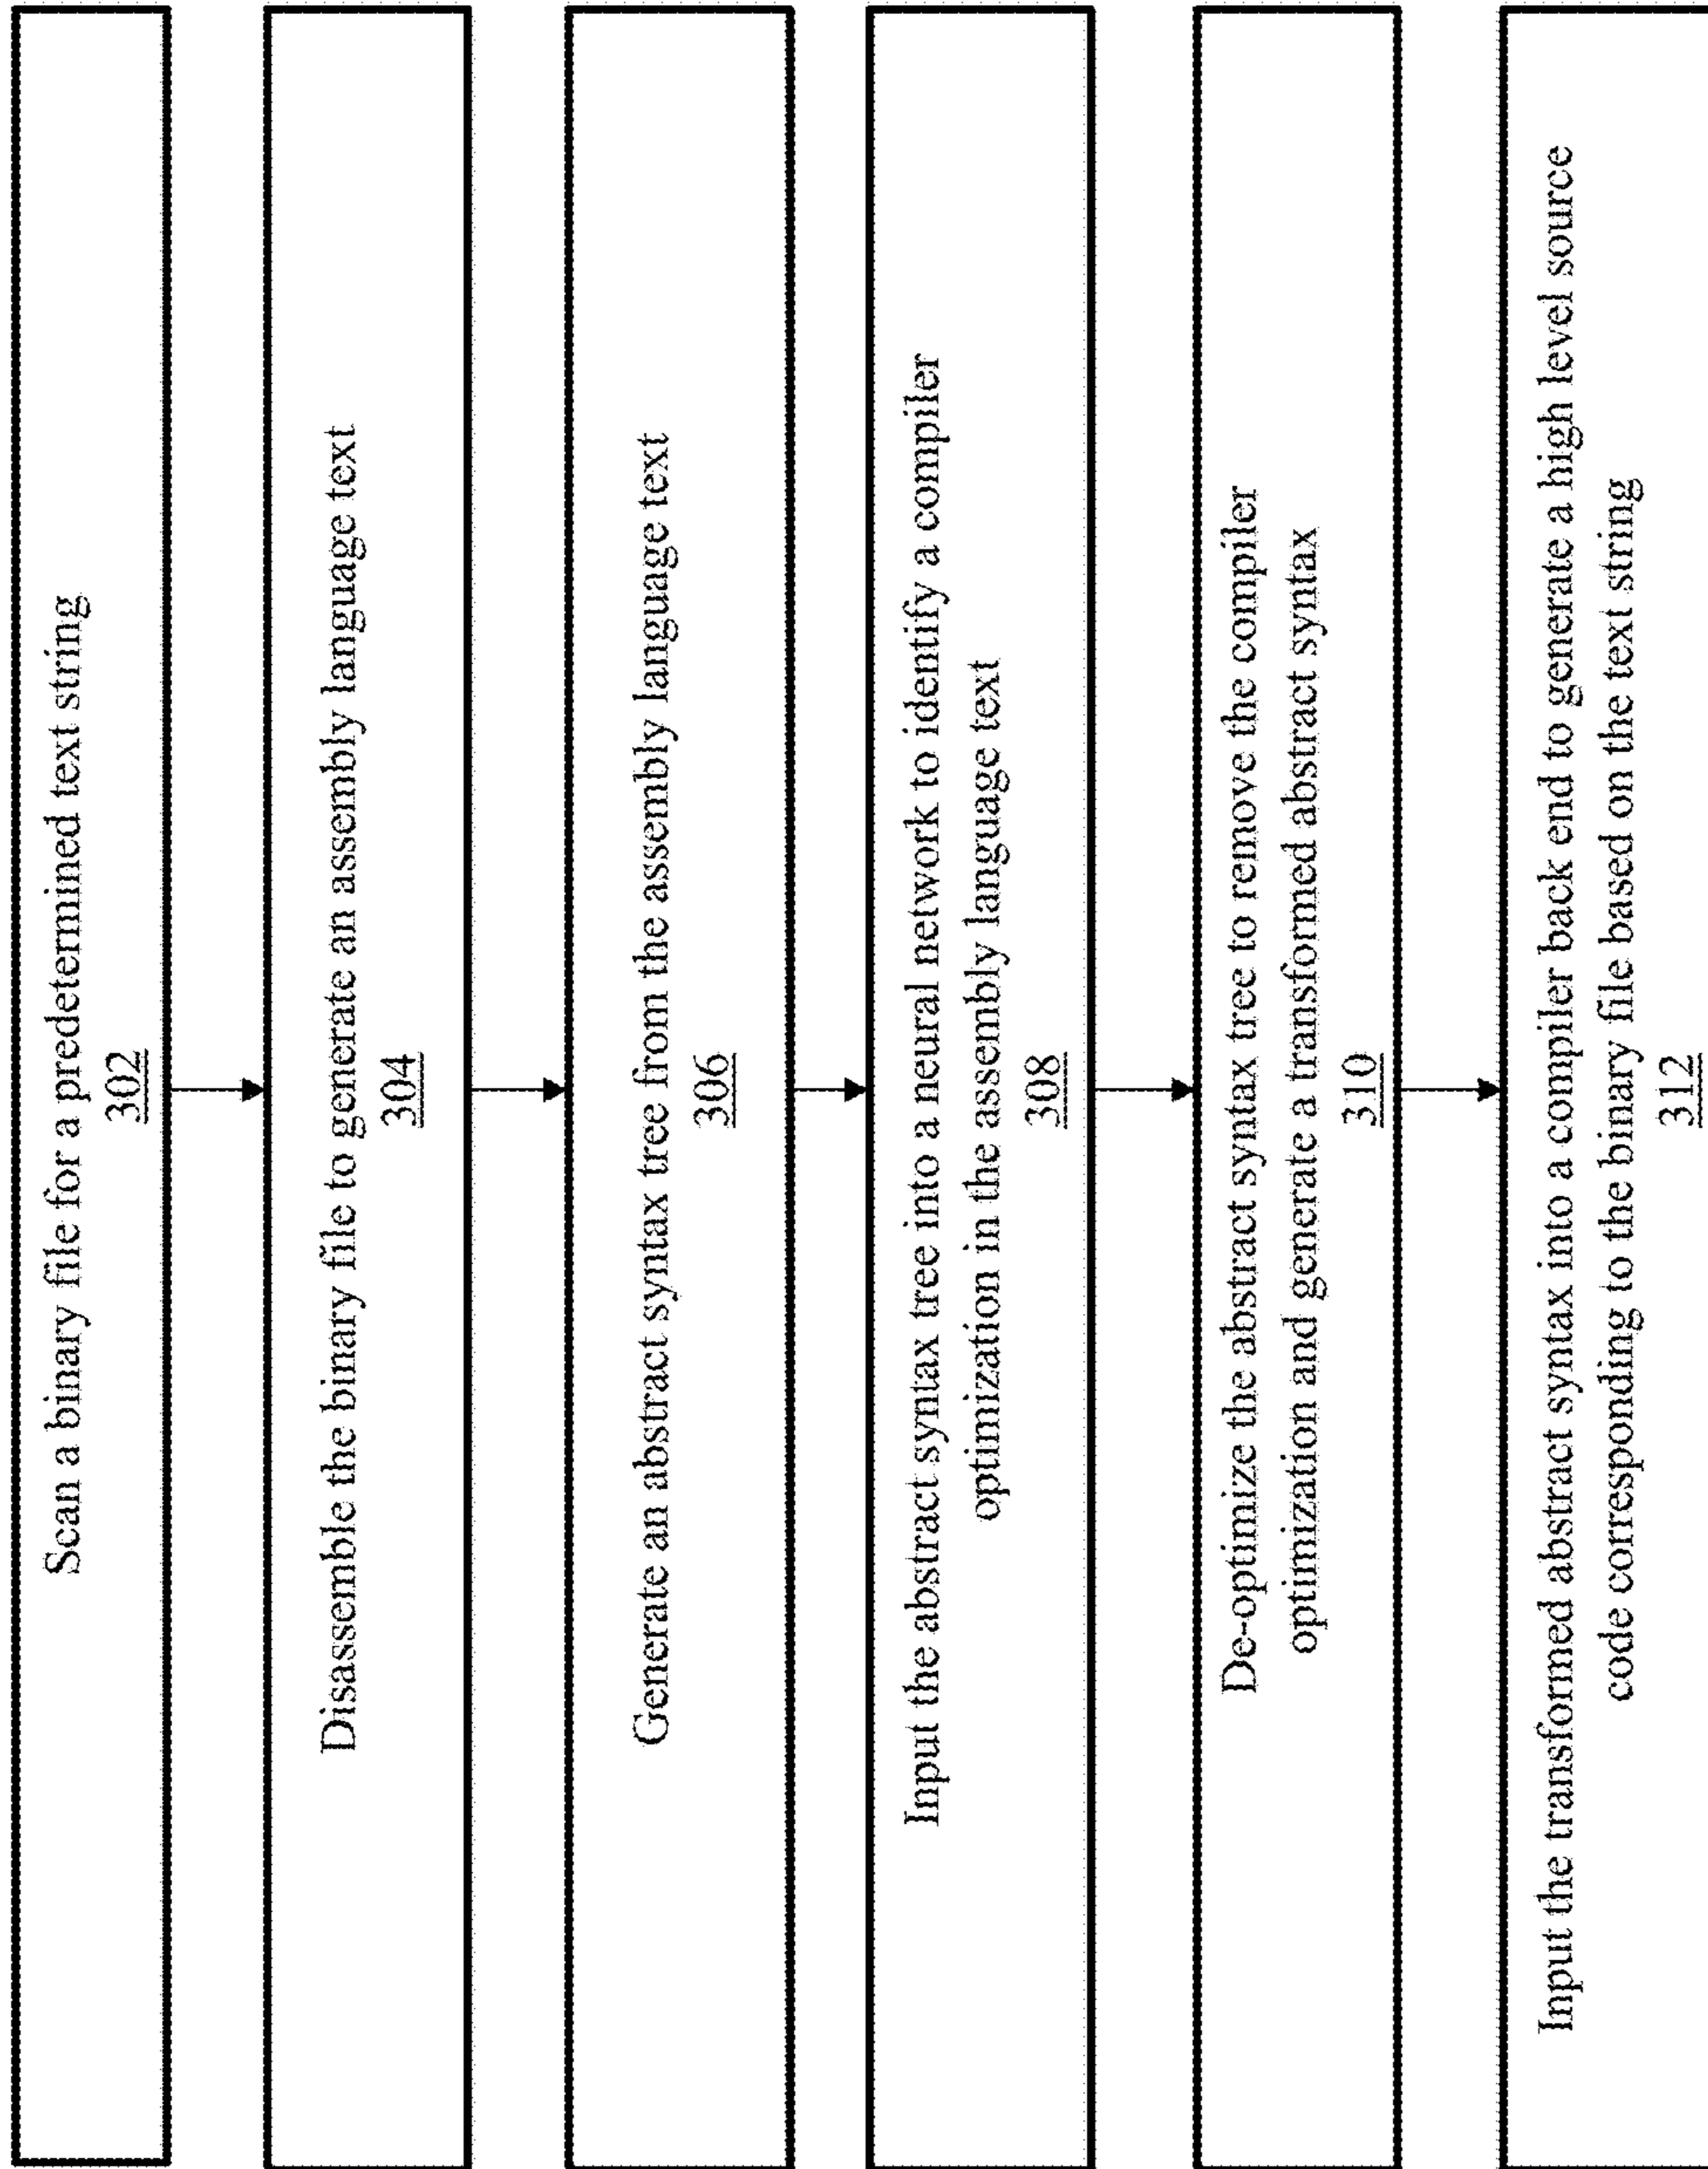 Scan a binary file for a predetermined text string
302
Disassemble the binary file to generate an assembly language text
304
Generate an abstract syntax tree from the assembly language text
306
Input the abstract syntax tree into a neural network to identify a compiler
optimization in the assembly language text
308
De-optimize the abstract syntax tree to remove the compiler
optimization and generate a transformed abstract syntax
310
Input the transformed abstract syntax into a compiler back end to generate a high level source
code corresponding to the binary file based on the text string
312